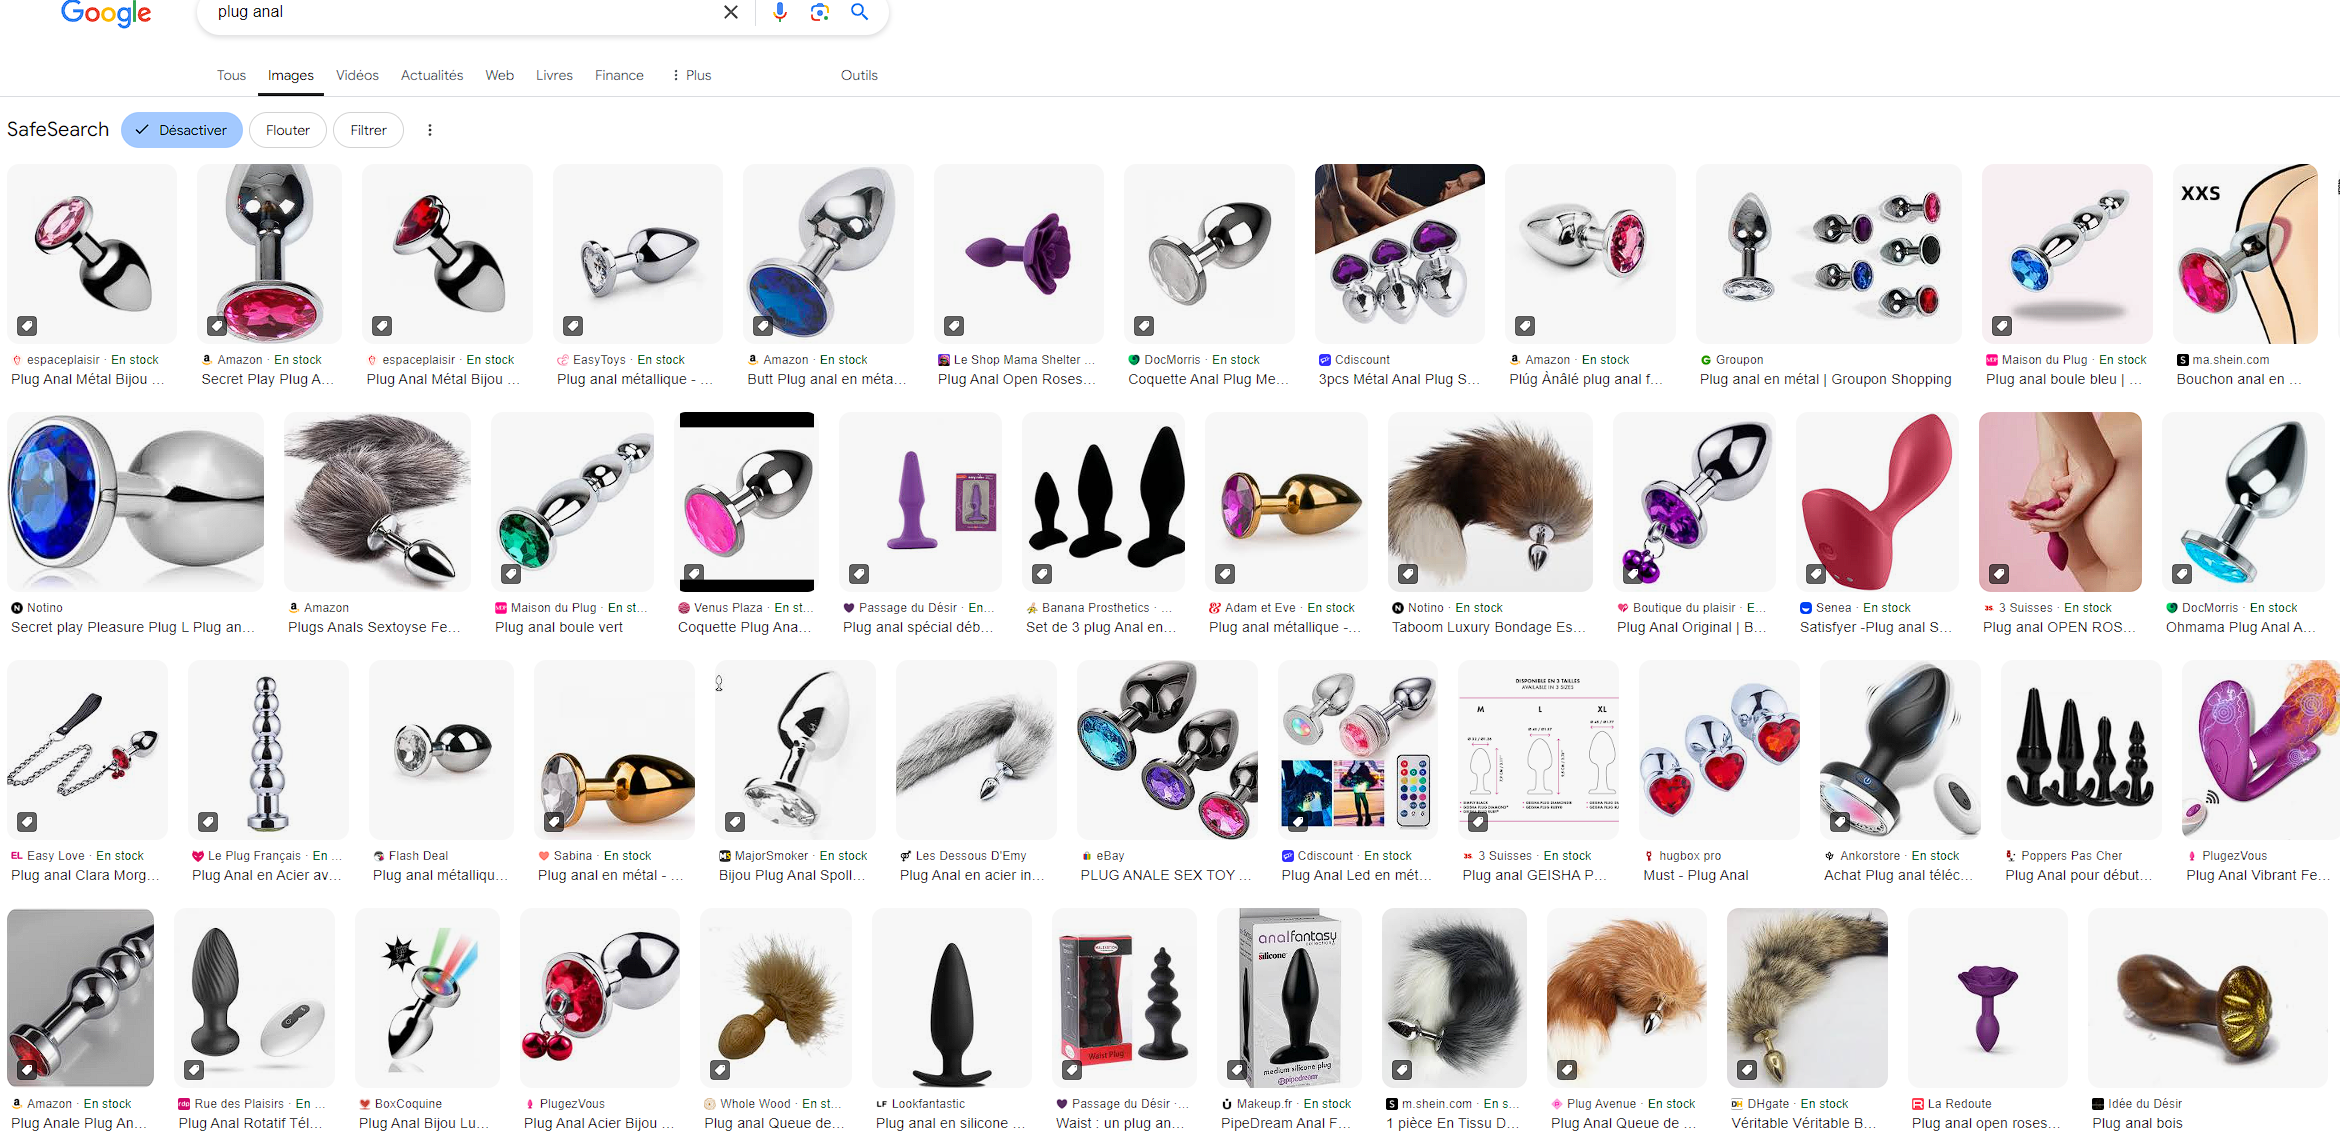 Google
plug anal
Tous Images Vidéos Actualités Web Livres Finance Plus Outils
SafeSearch Désactiver Flouter Filtrer
XXS
espaceplaisir · En stock
Plug Anal Métal Bijou ...
Amazon · En stock
Secret Play Plug A...
espaceplaisir · En stock
Plug Anal Métal Bijou ...
EasyToys · En stock
Plug anal métallique - ...
Amazon · En stock
Butt Plug anal en méta...
Le Shop Mama Shelter ...
Plug Anal Open Roses...
DocMorris · En stock
Coquette Anal Plug Me...
Cdiscount
3pcs Métal Anal Plug S...
Amazon · En stock
Plúg Ànâlé plug anal f...
Groupon
Plug anal en métal | Groupon Shopping
Maison du Plug · En stock
Plug anal boule bleu | ...
ma.shein.com
Bouchon anal en ...
Notino
Secret play Pleasure Plug L Plug an...
Amazon
Plugs Anals Sextoyse Fe...
Maison du Plug · En st...
Plug anal boule vert
Venus Plaza · En st...
Coquette Plug Ana...
Passage du Désir · En...
Plug anal spécial déb...
Banana Prosthetics · ...
Set de 3 plug Anal en...
Adam et Eve · En stock
Plug anal métallique -...
Notino · En stock
Taboom Luxury Bondage Es...
Boutique du plaisir · E...
Plug Anal Original | B...
Senea · En stock
Satisfyer -Plug anal S...
3 Suisses · En stock
Plug anal OPEN ROS...
DocMorris · En stock
Ohmama Plug Anal A...
DISPONIBLE EN 3 TAILLES
AVAILABLE IN 3 SIZES
M L XL
Easy Love · En stock
Plug anal Clara Morg...
Le Plug Français · En ...
Plug Anal en Acier av...
Flash Deal
Plug anal métalliqu...
Sabina · En stock
Plug anal en métal - ...
MajorSmoker · En stock
Bijou Plug Anal Spoll...
Les Dessous D'Emy
Plug Anal en acier in...
eBay
PLUG ANALE SEX TOY ...
Cdiscount · En stock
Plug Anal Led en mét...
3 Suisses · En stock
Plug anal GEISHA P...
hugbox pro
Must - Plug Anal
Ankorstore · En stock
Achat Plug anal téléc...
Poppers Pas Cher
Plug Anal pour début...
PlugezVous
Plug Anal Vibrant Fe...
Waist Plug
analfantasy
collection
silicone
medium silicone plug
pipedream
Amazon · En stock
Plug Anale Plug An...
Rue des Plaisirs · En ...
Plug Anal Rotatif Tél...
BoxCoquine
Plug Anal Bijou Lu...
PlugezVous
Plug Anal Acier Bijou ...
Whole Wood · En st...
Plug anal Queue de...
Lookfantastic
Plug anal en silicone ...
Passage du Désir ·...
Waist : un plug an...
Makeup.fr · En stock
PipeDream Anal F...
m.shein.com · En s...
1 pièce En Tissu D...
Plug Avenue · En stock
Plug Anal Queue de ...
DHgate · En stock
Véritable Véritable B...
La Redoute
Plug anal open roses...
Idée du Désir
Plug anal bois